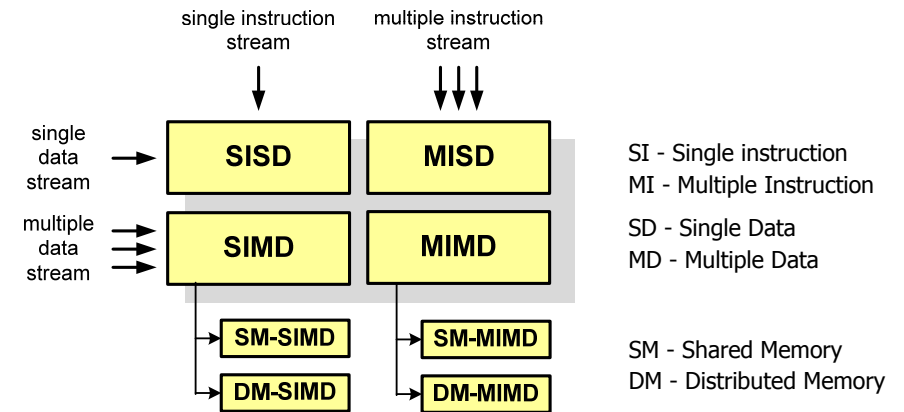 single instruction
stream
multiple instruction
stream
single
data
stream
SISD
MISD
SI - Single instruction
MI - Multiple Instruction
multiple
data
stream
SIMD
MIMD
SD - Single Data
MD - Multiple Data
SM-SIMD
SM-MIMD
DM-SIMD
DM-MIMD
SM - Shared Memory
DM - Distributed Memory